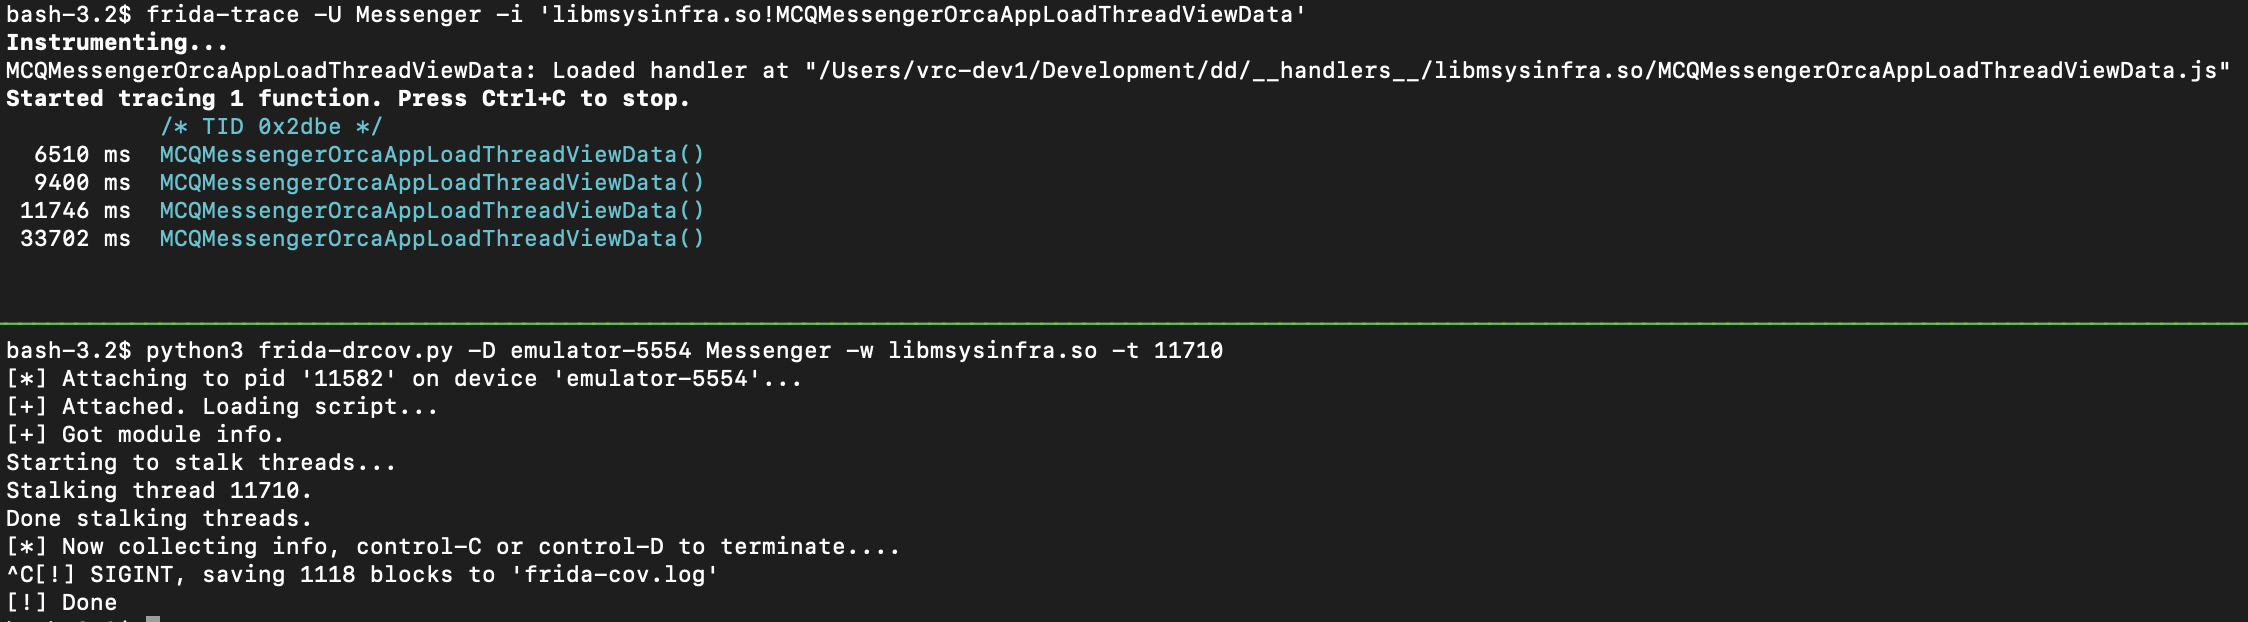 bash-3.2$ frida-trace -U Messenger -i 'libmsysinfra.so!MCQMessengerOrcaAppLoadThreadViewData'
Instrumenting...
MCQMessengerOrcaAppLoadThreadViewData: Loaded handler at "/Users/vrc-dev1/Development/dd/__handlers__/libmsysinfra.so/MCQMessengerOrcaAppLoadThreadViewData.js"
Started tracing 1 function. Press Ctrl+C to stop.
/* TID 0x2dbe */
6510 ms MCQMessengerOrcaAppLoadThreadViewData()
9400 ms MCQMessengerOrcaAppLoadThreadViewData()
11746 ms MCQMessengerOrcaAppLoadThreadViewData()
33702 ms MCQMessengerOrcaAppLoadThreadViewData()
bash-3.2$ python3 frida-drcov.py -D emulator-5554 Messenger -w libmsysinfra.so -t 11710
[*] Attaching to pid '11582' on device 'emulator-5554'...
[+] Attached. Loading script...
[+] Got module info.
Starting to stalk threads...
Stalking thread 11710.
Done stalking threads.
[*] Now collecting info, control-C or control-D to terminate....
^C[!] SIGINT, saving 1118 blocks to 'frida-cov.log'
[!] Done